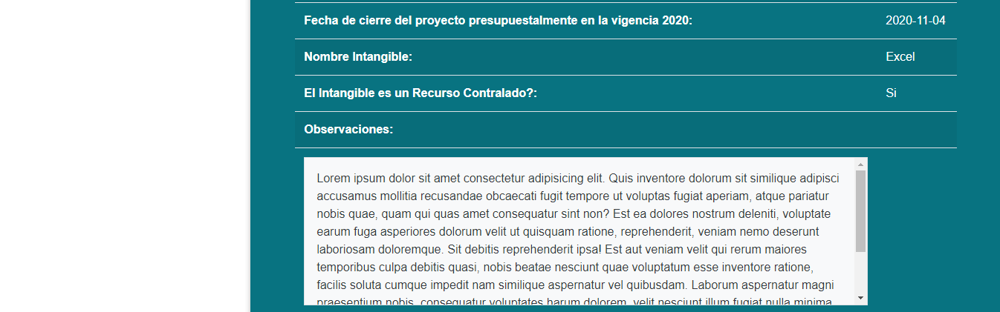 Fecha de cierre del proyecto presupuestalmente en la vigencia 2020: 2020-11-04
Nombre Intangible: Excel
El Intangible es un Recurso Contralado?: Si
Observaciones:
Lorem ipsum dolor sit amet consectetur adipisicing elit. Quis inventore dolorum sit similique adipisci
accusamus mollitia recusandae obcaecati fugit tempore ut voluptas fugiat aperiam, atque pariatur
nobis quae, quam qui quas amet consequatur sint non? Est ea dolores nostrum deleniti, voluptate
earum fuga asperiores dolorum velit ut quisquam ratione, reprehenderit, veniam nemo deserunt
laboriosam doloremque. Sit debitis reprehenderit ipsa! Est aut veniam velit qui rerum maiores
temporibus culpa debitis quasi, nobis beatae nesciunt quae voluptatum esse inventore ratione,
facilis soluta cumque impedit nam similique aspernatur vel quibusdam. Laborum aspernatur magni
praesentium nobis, consequatur voluptates harum dolorem, velit nesciunt illum fugiat nulla minima